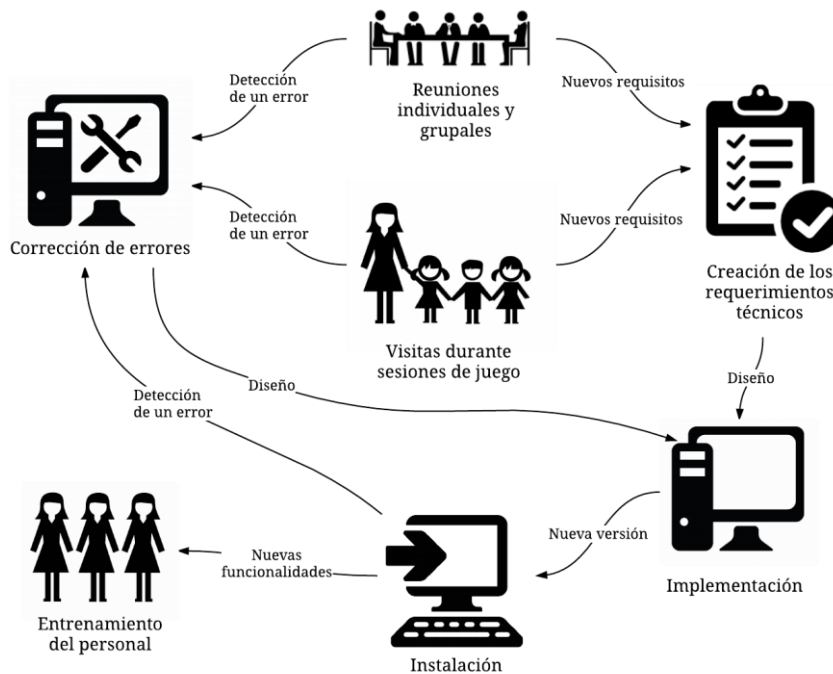 Detección
de un error
Reuniones
individuales y
grupales
Nuevos requisitos
Corrección de errores
Detección
de un error
Visitas durante
sesiones de juego
Nuevos requisitos
Creación de los
requerimientos
técnicos
Detección
de un error
Diseño
Diseño
Entrenamiento
del personal
Nuevas
funcionalidades
Instalación
Nueva versión
Implementación